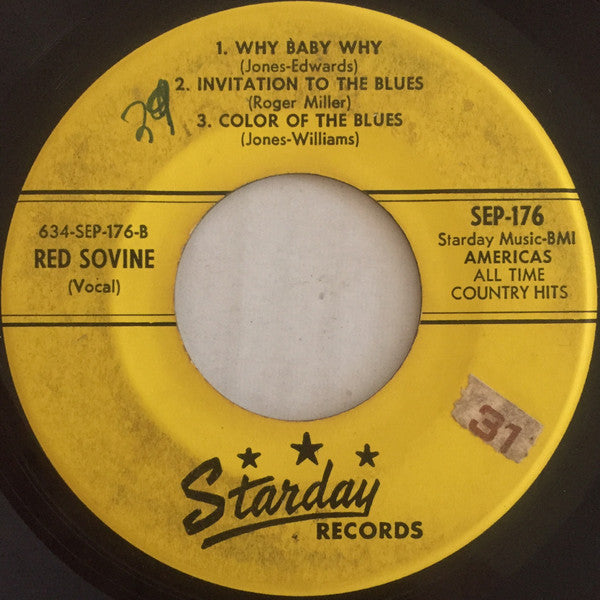 1. WHY BABY WHY
(Jones-Edwards)
2. INVITATION TO THE BLUES
(Roger Miller)
3. COLOR OF THE BLUES
(Jones-Williams)
29
634-SEP-176-B
RED SOVINE
(Vocal)
SEP-176
Starday Music-BMI
AMERICAS
ALL TIME
COUNTRY HITS
31
Starday
RECORDS